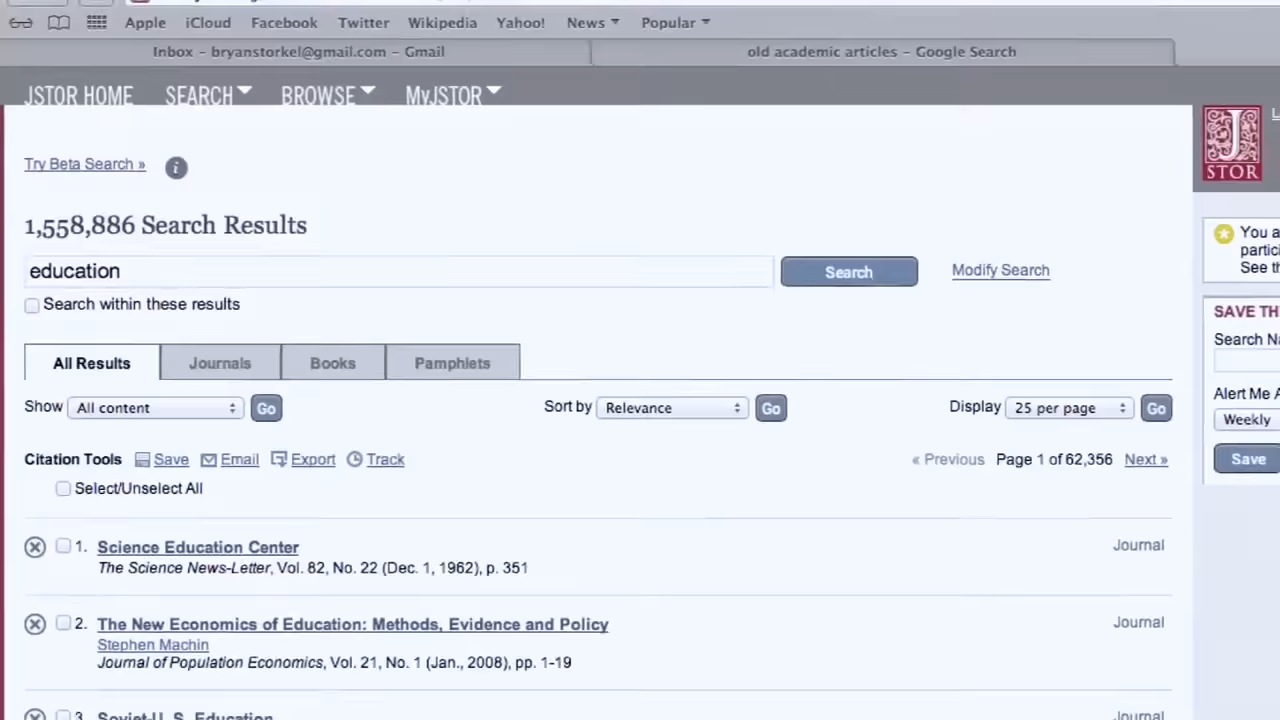 Apple iCloud Facebook Twitter Wikipedia Yahoo! News Popular
Inbox – bryanstorkel@gmail.com – Gmail
old academic articles – Google Search
JSTOR HOME SEARCH BROWSE MyJSTOR
J
STOR
Try Beta Search »
i
1,558,886 Search Results
You a
partici
See th
education
Search
Modify Search
Search within these results
SAVE TH
Search Na
All Results Journals Books Pamphlets
Show All content Go
Sort by Relevance Go
Display 25 per page Go
Alert Me A
Weekly
Save
Citation Tools Save Email Export Track
« Previous Page 1 of 62,356 Next »
Select/Unselect All
1. Science Education Center Journal
The Science News-Letter, Vol. 82, No. 22 (Dec. 1, 1962), p. 351
2. The New Economics of Education: Methods, Evidence and Policy Journal
Stephen Machin
Journal of Population Economics, Vol. 21, No. 1 (Jan., 2008), pp. 1-19
3. Soviet-U. S. Education Journal